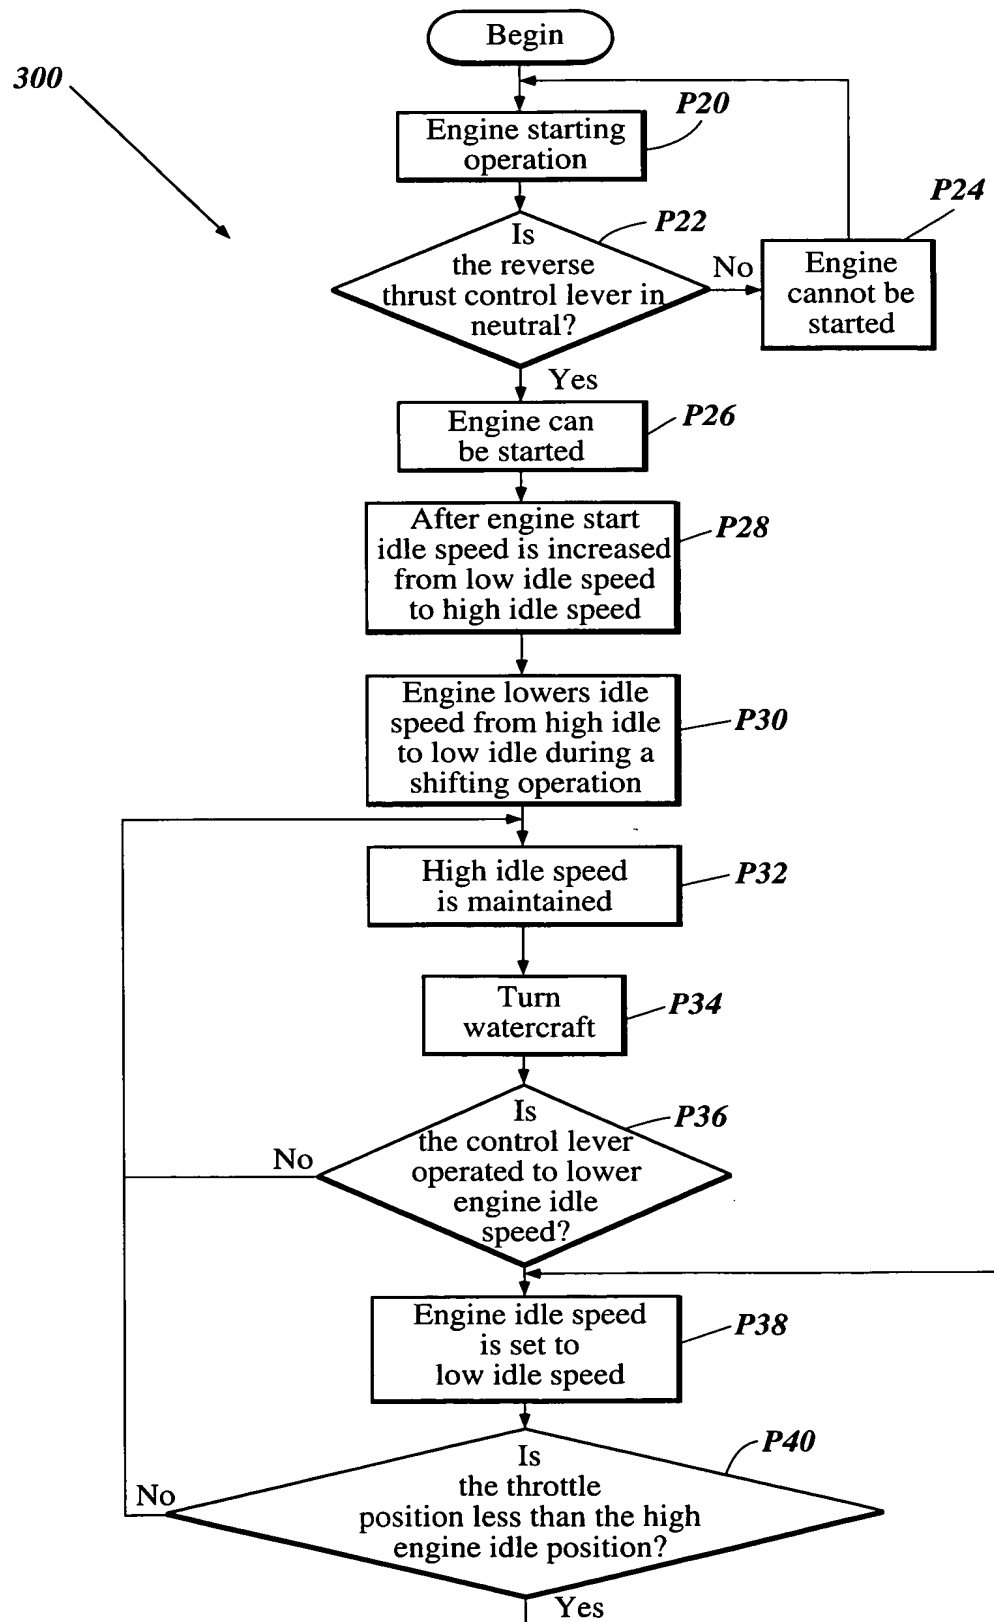 Begin
300
P20
Engine starting
operation
P22
Is
the reverse
thrust control lever in
neutral?
No
P24
Engine
cannot be
started
Yes
Engine can
be started
P26
After engine start
idle speed is increased
from low idle speed
to high idle speed
P28
Engine lowers idle
speed from high idle
to low idle during a
shifting operation
P30
High idle speed
is maintained
P32
Turn
watercraft
P34
Is
the control lever
operated to lower
engine idle
speed?
P36
No
Engine idle speed
is set to
low idle speed
P38
Is
the throttle
position less than the high
engine idle position?
P40
No
Yes